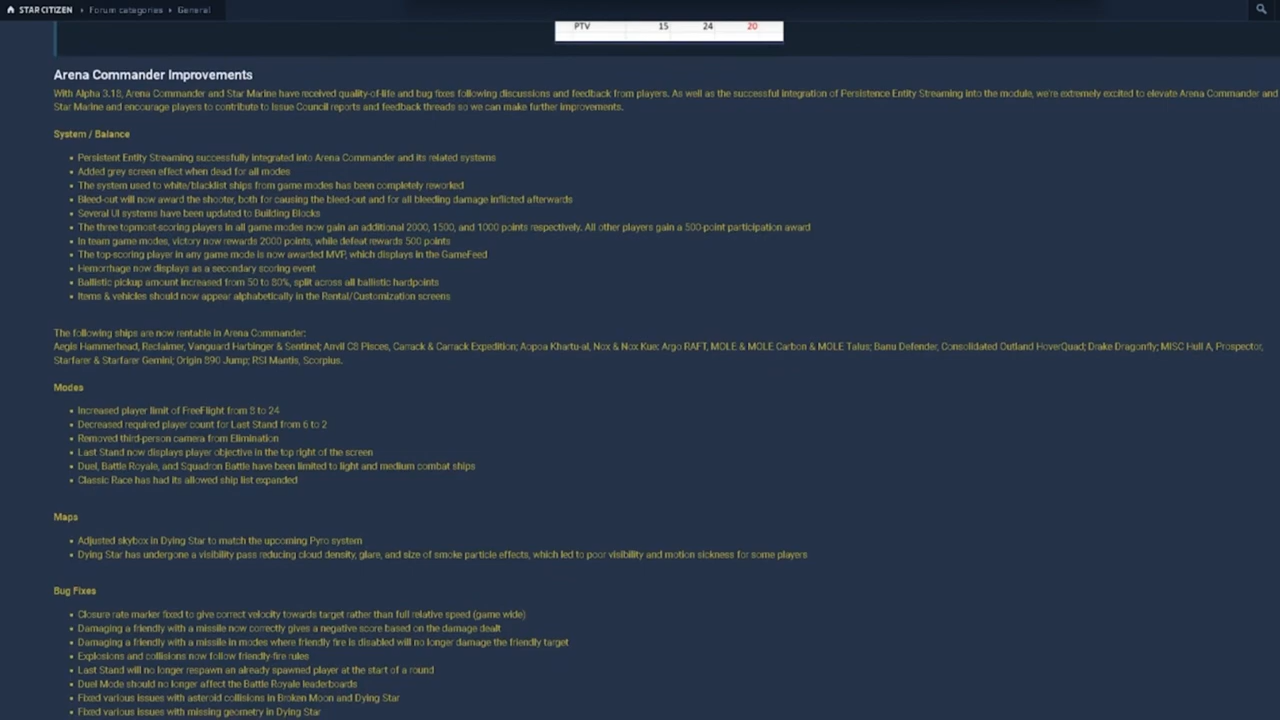 STAR CITIZEN › Forum categories › General
PTV 15 24 20
Arena Commander Improvements
With Alpha 3.18, Arena Commander and Star Marine have received quality-of-life and bug fixes following discussions and feedback from players. As well as the successful integration of Persistence Entity Streaming into the module, we're extremely excited to elevate Arena Commander and
Star Marine and encourage players to contribute to Issue Council reports and feedback threads so we can make further improvements.
System / Balance
Persistent Entity Streaming successfully integrated into Arena Commander and its related systems
Added grey screen effect when dead for all modes
The system used to white/blacklist ships from game modes has been completely reworked
Bleed-out will now award the shooter, both for causing the bleed-out and for all bleeding damage inflicted afterwards
Several UI systems have been updated to Building Blocks
The three topmost-scoring players in all game modes now gain an additional 2000, 1500, and 1000 points respectively. All other players gain a 500-point participation award
In team game modes, victory now rewards 2000 points, while defeat rewards 500 points
The top-scoring player in any game mode is now awarded MVP, which displays in the GameFeed
Hemorrhage now displays as a secondary scoring event
Ballistic pickup amount increased from 50 to 80%, split across all ballistic hardpoints
Items & vehicles should now appear alphabetically in the Rental/Customization screens
The following ships are now rentable in Arena Commander:
Aegis Hammerhead, Reclaimer, Vanguard Harbinger & Sentinel; Anvil C8 Pisces, Carrack & Carrack Expedition; Aopoa Khartu-al, Nox & Nox Kue; Argo RAFT, MOLE & MOLE Carbon & MOLE Talus; Banu Defender, Consolidated Outland HoverQuad; Drake Dragonfly; MISC Hull A, Prospector,
Starfarer & Starfarer Gemini; Origin 890 Jump; RSI Mantis, Scorpius.
Modes
Increased player limit of FreeFlight from 8 to 24
Decreased required player count for Last Stand from 6 to 2
Removed third-person camera from Elimination
Last Stand now displays player objective in the top right of the screen
Duel, Battle Royale, and Squadron Battle have been limited to light and medium combat ships
Classic Race has had its allowed ship list expanded
Maps
Adjusted skybox in Dying Star to match the upcoming Pyro system
Dying Star has undergone a visibility pass reducing cloud density, glare, and size of smoke particle effects, which led to poor visibility and motion sickness for some players
Bug Fixes
Closure rate marker fixed to give correct velocity towards target rather than full relative speed (game wide)
Damaging a friendly with a missile now correctly gives a negative score based on the damage dealt
Damaging a friendly with a missile in modes where friendly fire is disabled will no longer damage the friendly target
Explosions and collisions now follow friendly-fire rules
Last Stand will no longer respawn an already spawned player at the start of a round
Duel Mode should no longer affect the Battle Royale leaderboards
Fixed various issues with asteroid collisions in Broken Moon and Dying Star
Fixed various issues with missing geometry in Dying Star